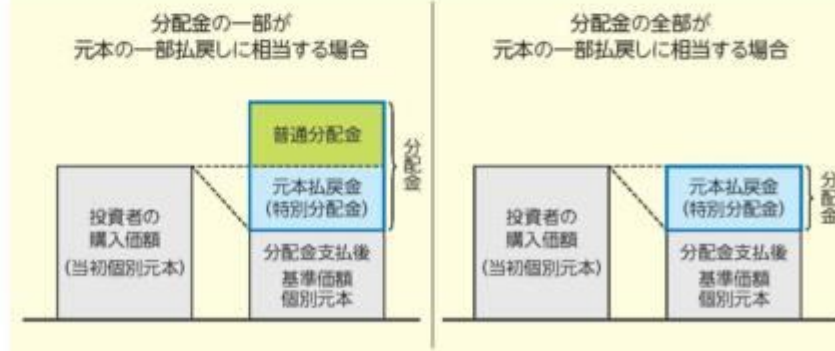 分配金の一部が
元本の一部払戻しに相当する場合
普通分配金
元本払戻金
(特別分配金)
分配金
投資者の
購入価額
(当初個別元本)
分配金支払後
基準価額
個別元本
分配金の全部が
元本の一部払戻しに相当する場合
元本払戻金
(特別分配金)
分配金
投資者の
購入価額
(当初個別元本)
分配金支払後
基準価額
個別元本